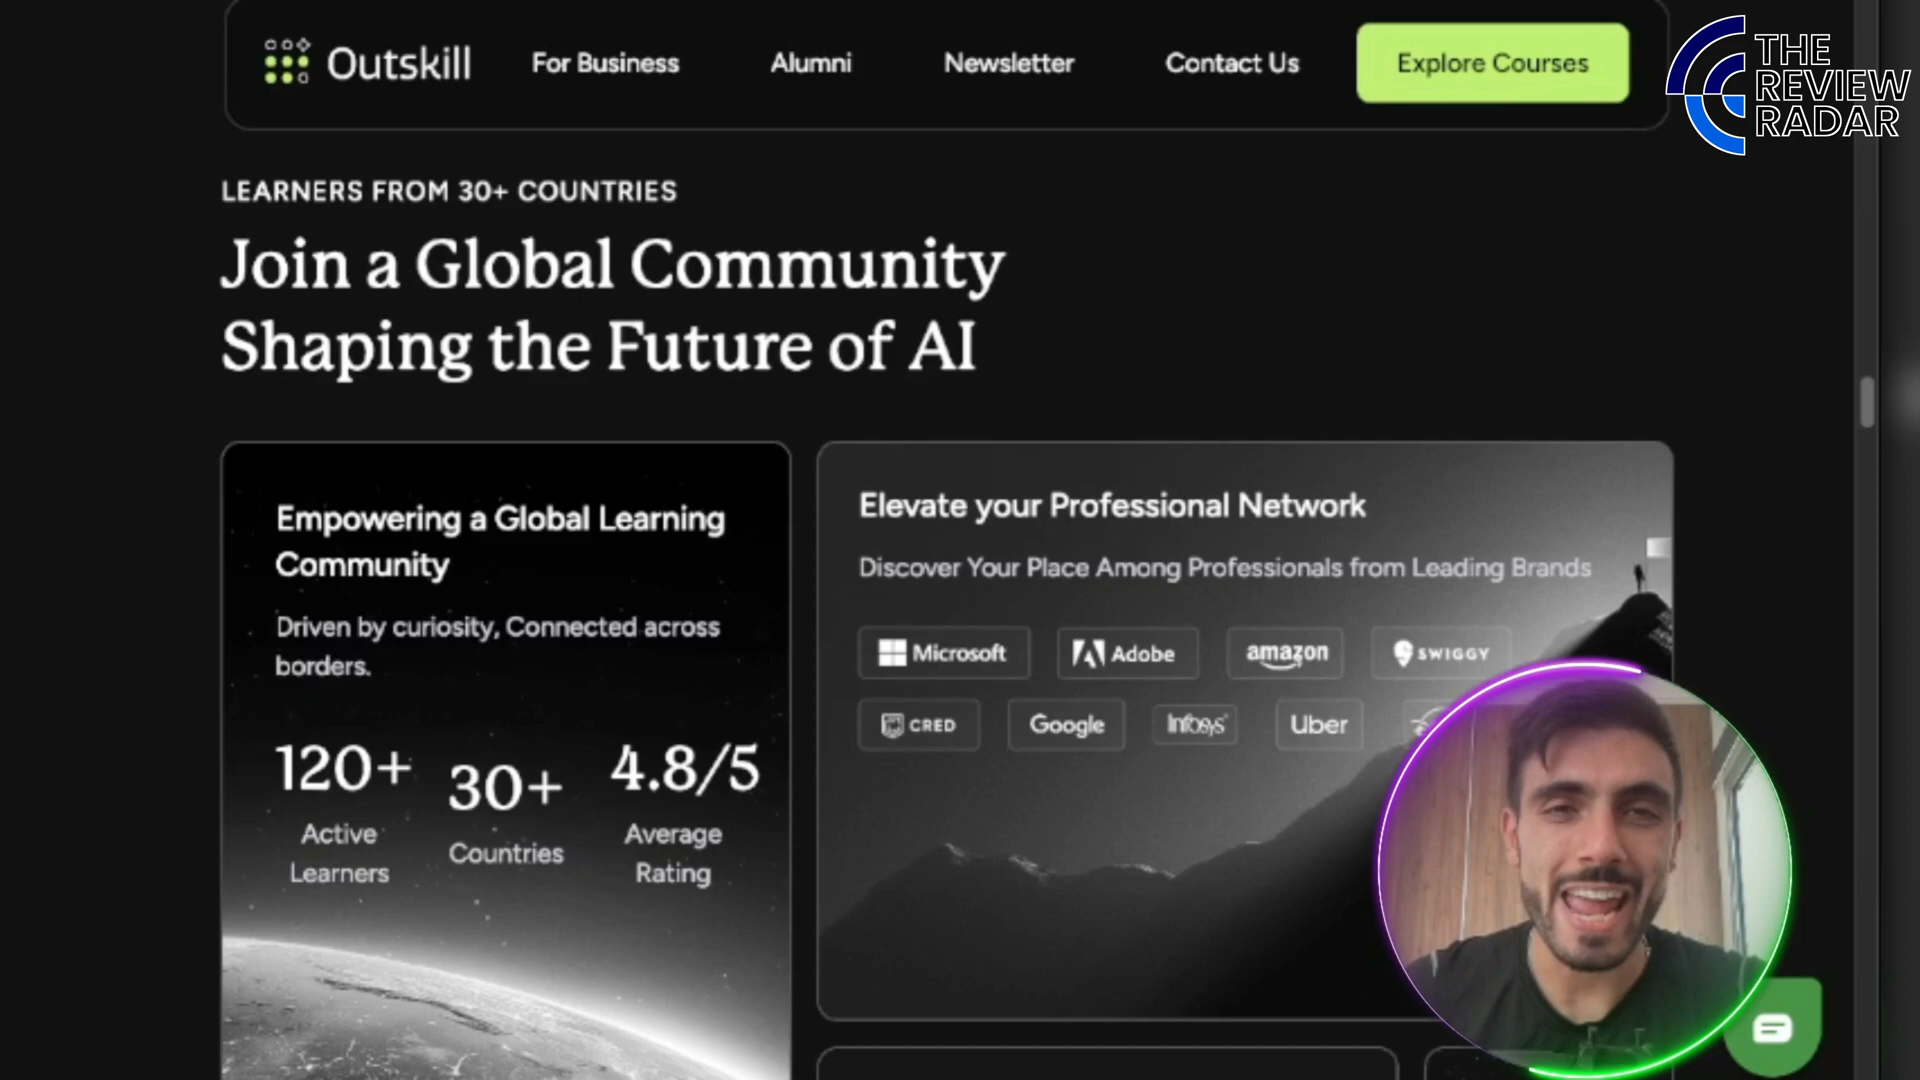 Outskill
For Business
Alumni
Newsletter
Contact Us
Explore Courses
THE
REVIEW
RADAR
LEARNERS FROM 30+ COUNTRIES
Join a Global Community
Shaping the Future of AI
Empowering a Global Learning
Community
Driven by curiosity, Connected across
borders.
120+
Active
Learners
30+
Countries
4.8/5
Average
Rating
Elevate your Professional Network
Discover Your Place Among Professionals from Leading Brands
Microsoft
Adobe
amazon
SWIGGY
CRED
Google
Infosys
Uber